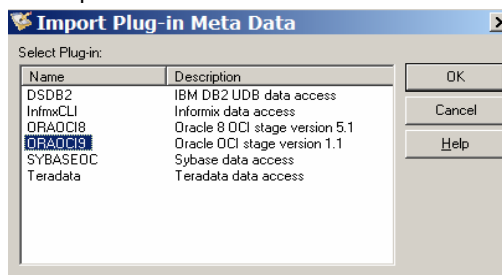 Import Plug-in Meta Data
Select Plug-in:
Name Description OK
DSDB2 IBM DB2 UDB data access
InfmxCLI Informix data access Cancel
ORAOCI8 Oracle 8 OCI stage version 5.1
ORAOCI9 Oracle OCI stage version 1.1 Help
SYBASEOC Sybase data access
Teradata Teradata data access